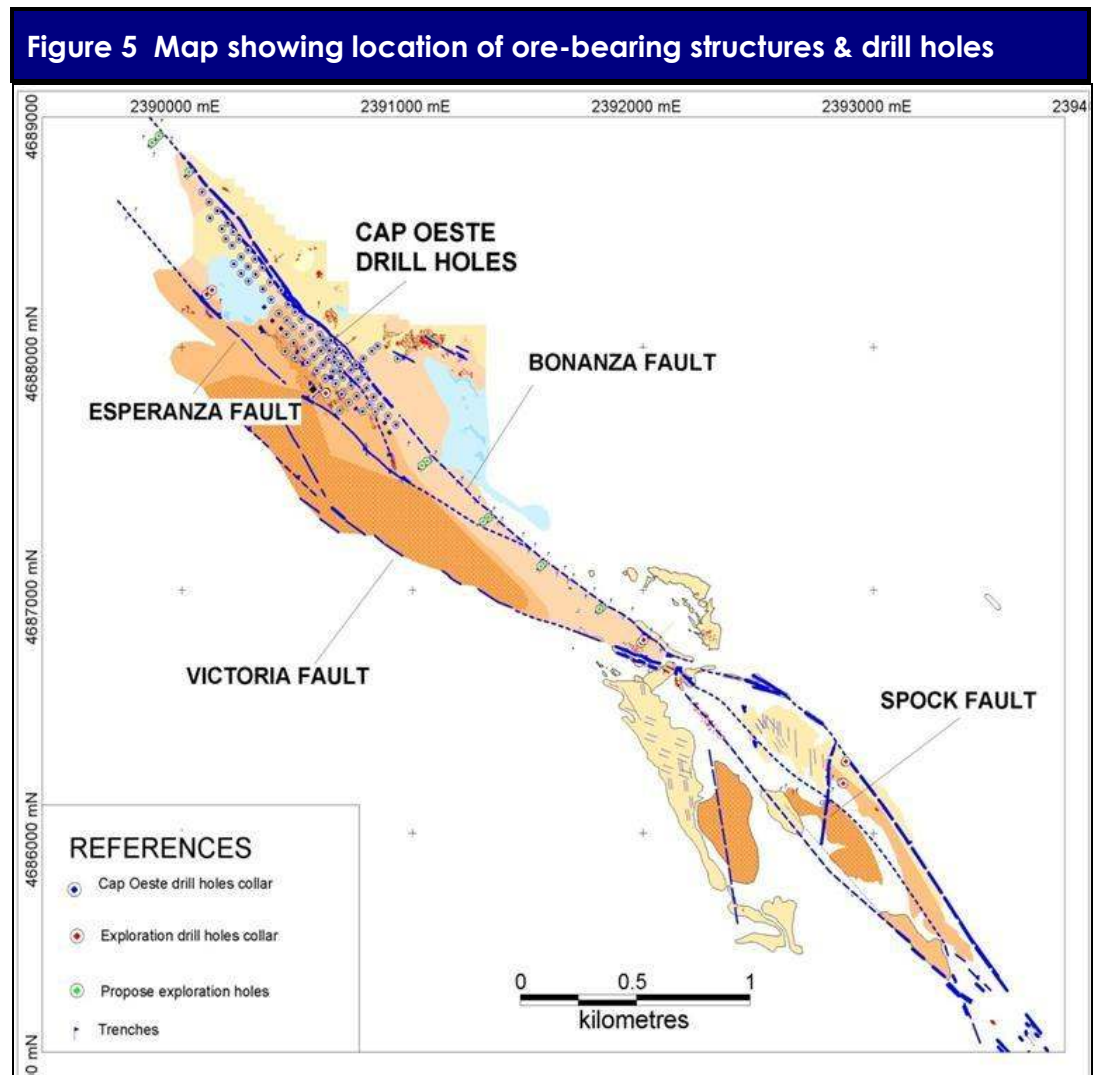 Figure 5 Map showing location of ore-bearing structures & drill holes
2390000 mE
2391000 mE
2392000 mE
2393000 mE
2394
4689000
4688000 mN
4687000 mN
4686000 mN
0 mN
CAP OESTE
DRILL HOLES
BONANZA FAULT
ESPERANZA FAULT
VICTORIA FAULT
SPOCK FAULT
REFERENCES
Cap Oeste drill holes collar
Exploration drill holes collar
Propose exploration holes
Trenches
0 0.5 1
kilometres